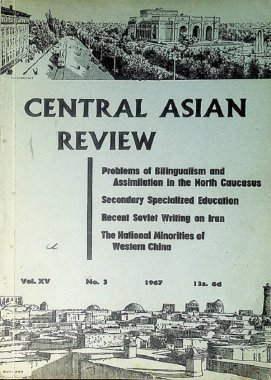 CENTRAL ASIAN
REVIEW
Problems of Bilingualism and
Assimilation in the North Caucasus
Secondary Specialized Education
Recent Soviet Writing on Iran
The National Minorities of
Western China
Vol. XV No. 3 1967 13s. 6d